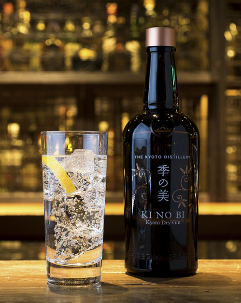 THE KYOTO DISTILLERY
季の美
KI NO BI
Kyoto Dry Gin